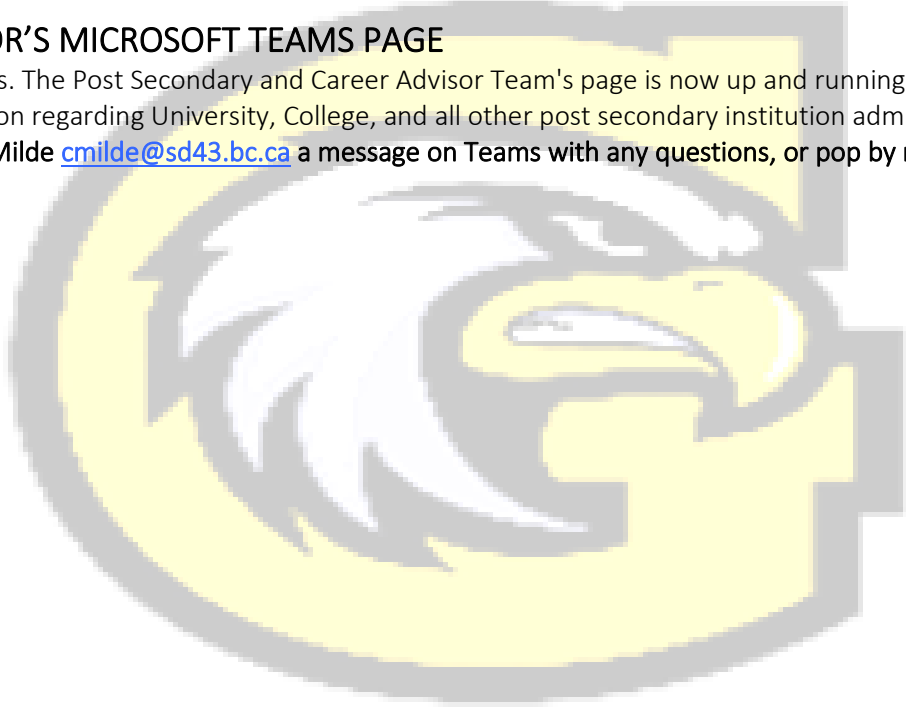 OR'S MICROSOFT TEAMS PAGE
s. The Post Secondary and Career Advisor Team's page is now up and running
on regarding University, College, and all other post secondary institution adm
Milde cmilde@sd43.bc.ca a message on Teams with any questions, or pop by